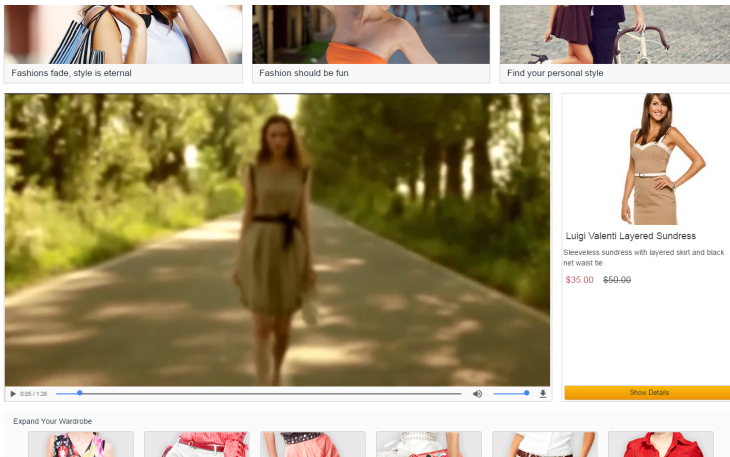 Fashions fade, style is eternal
Fashion should be fun
Find your personal style
Luigi Valenti Layered Sundress
Sleeveless sundress with layered skirt and black
net waist tie
$35.00 $50.00
Show Details
0:05 / 1:26
Expand Your Wardrobe